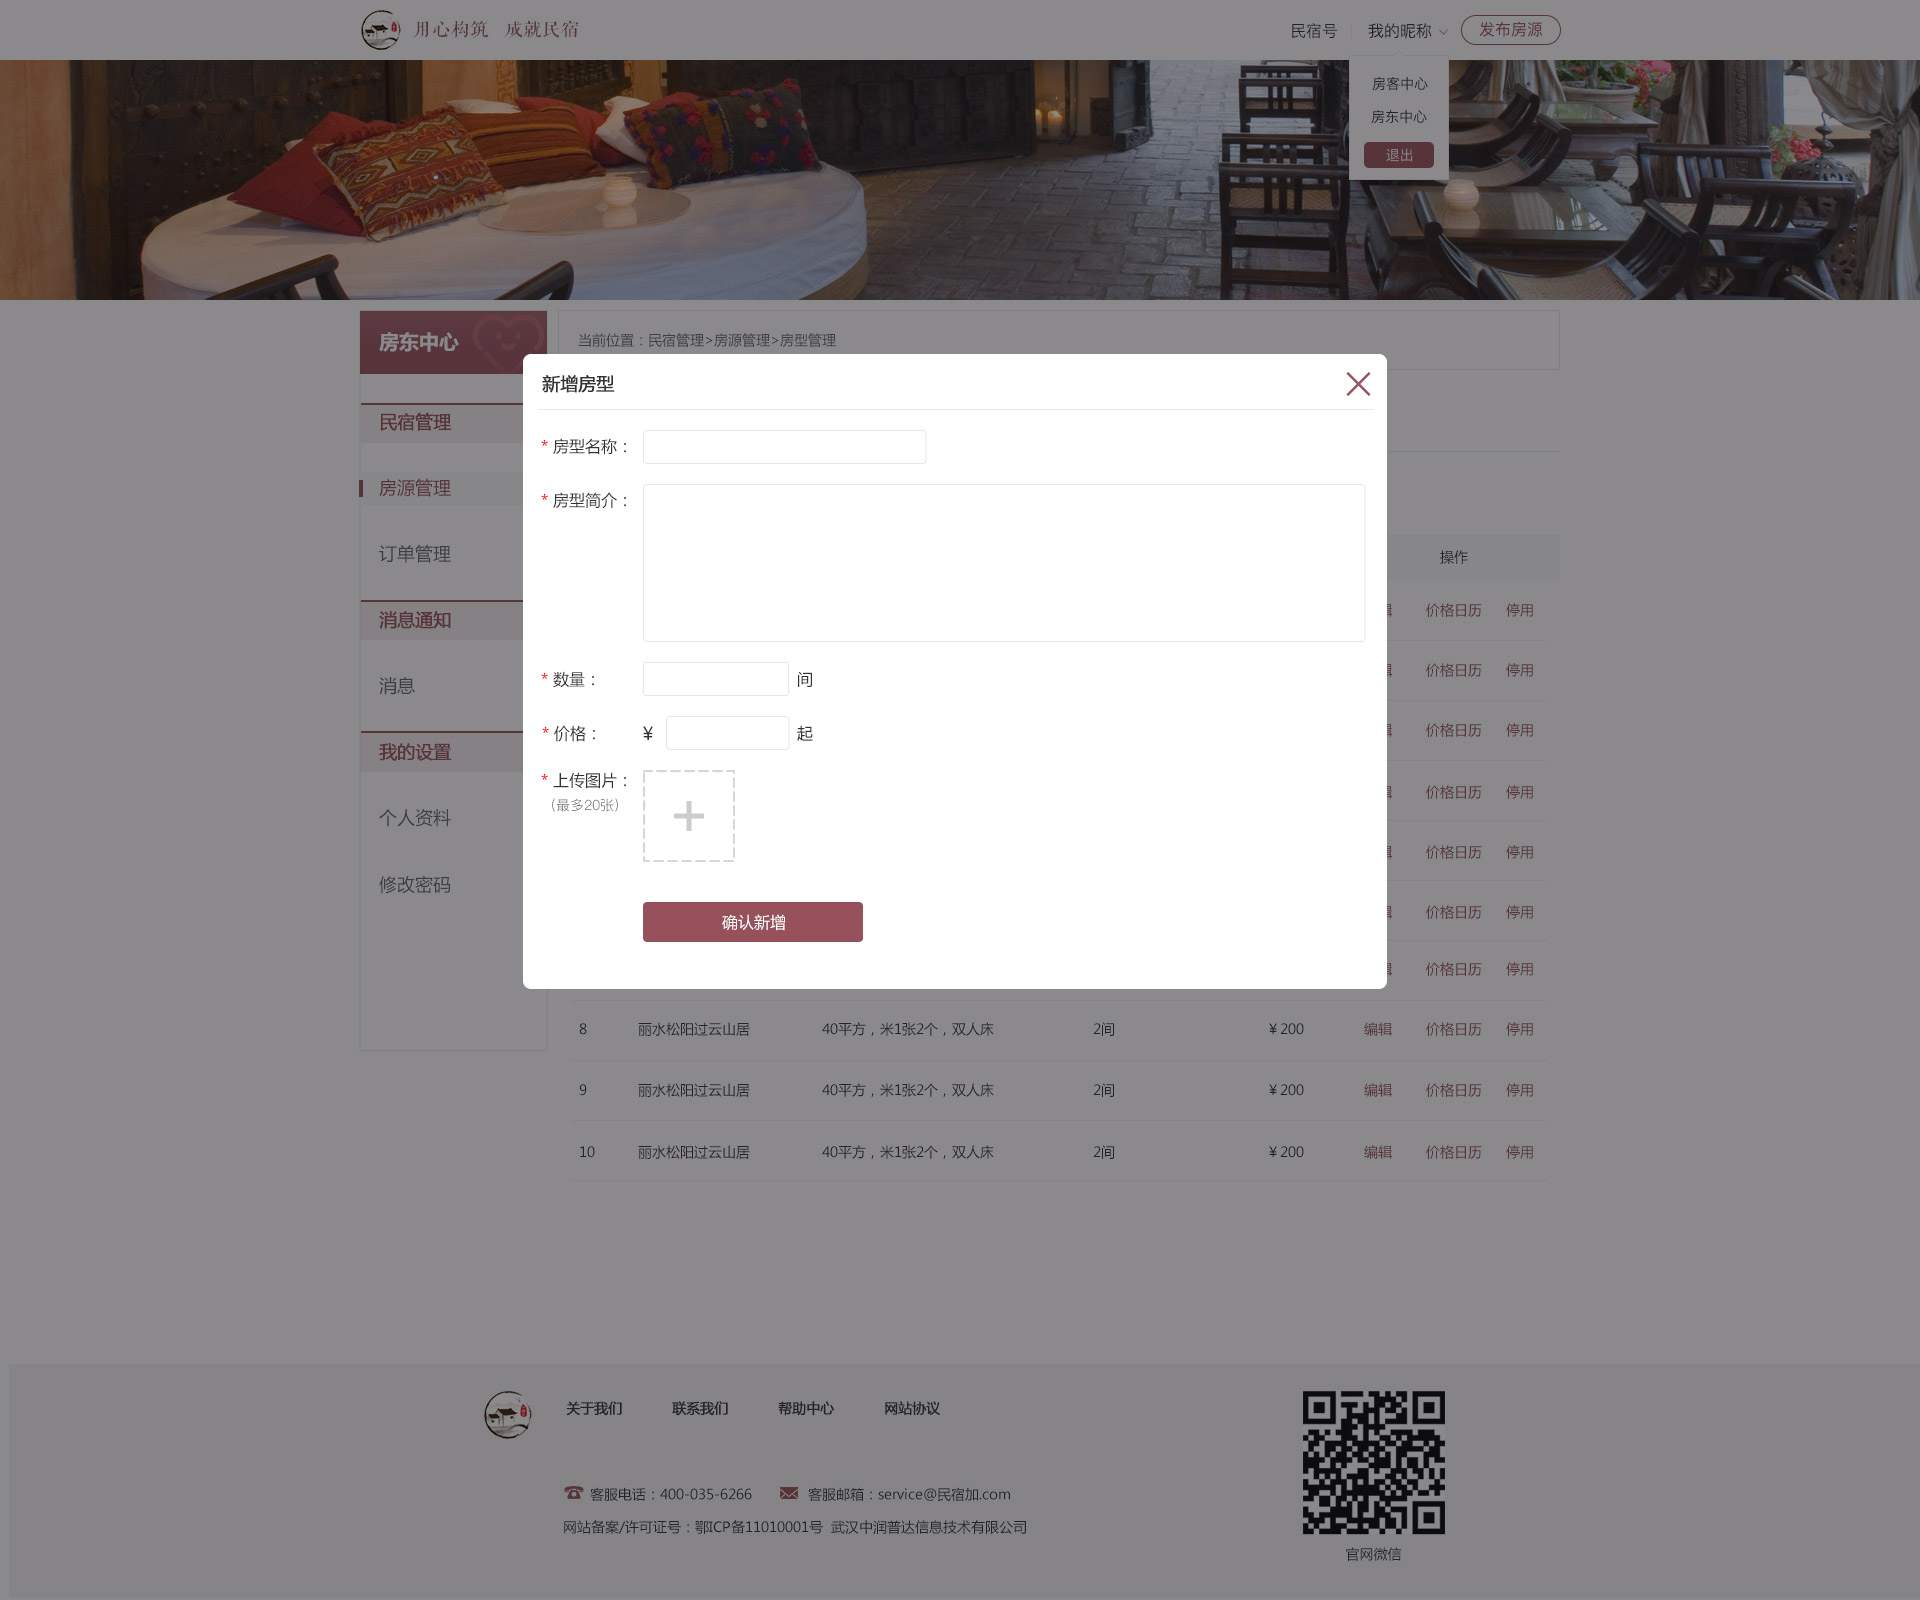 用心构筑 成就民宿
民宿号 我的昵称 发布房源
房客中心
房东中心
退出
房东中心
当前位置：民宿管理>房源管理>房型管理
新增房型
民宿管理
* 房型名称：
房源管理
* 房型简介：
订单管理
操作
价格日历 停用
消息通知
价格日历 停用
消息
* 数量： 间
价格日历 停用
* 价格： ¥ 起
我的设置
* 上传图片：
（最多20张）
价格日历 停用
个人资料
价格日历 停用
修改密码
价格日历 停用
确认新增
价格日历 停用
8 丽水松阳过云山居 40平方，米1张2个，双人床 2间 ¥ 200 编辑 价格日历 停用
9 丽水松阳过云山居 40平方，米1张2个，双人床 2间 ¥ 200 编辑 价格日历 停用
10 丽水松阳过云山居 40平方，米1张2个，双人床 2间 ¥ 200 编辑 价格日历 停用
关于我们 联系我们 帮助中心 网站协议
客服电话：400-035-6266 客服邮箱：service@民宿加.com
网站备案/许可证号：鄂ICP备11010001号 武汉中润普达信息技术有限公司
官网微信